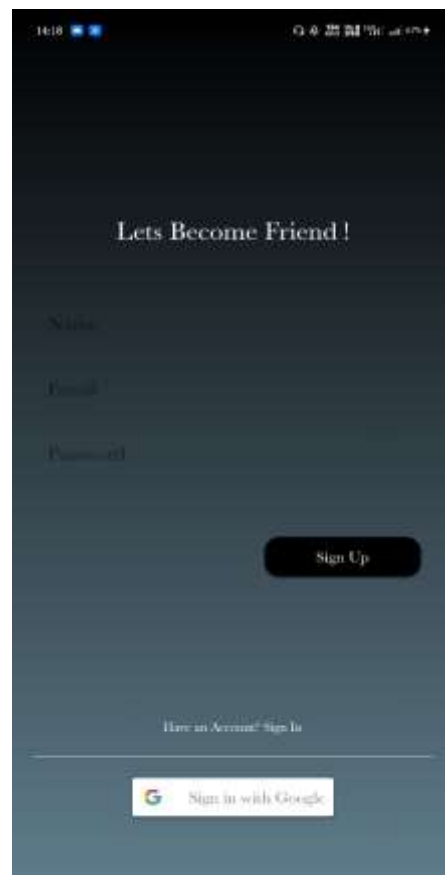 14:18
Lets Become Friend !
Name
Email
Password
Sign Up
Have an Account? Sign In
Sign in with Google